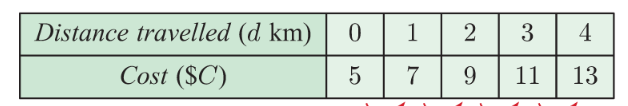 Distance travelled (d km) 0 1 2 3 4
Cost ($C) 5 7 9 11 13